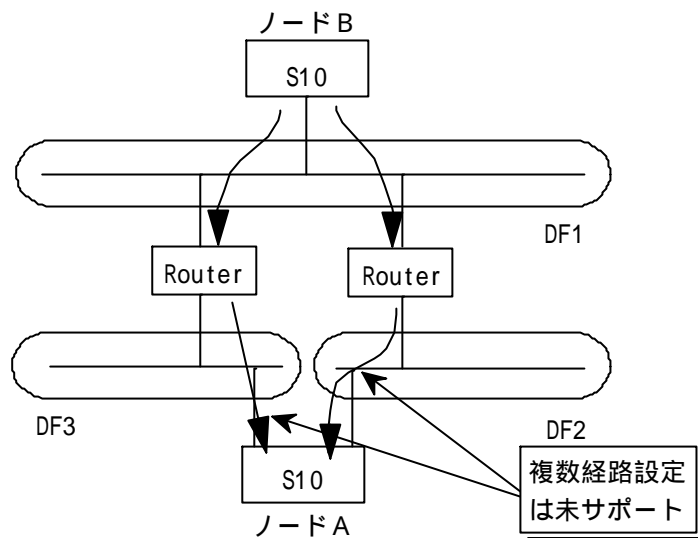 ノードB
S10
DF1
Router
Router
DF3
DF2
S10
ノードA
複数経路設定
は未サポート